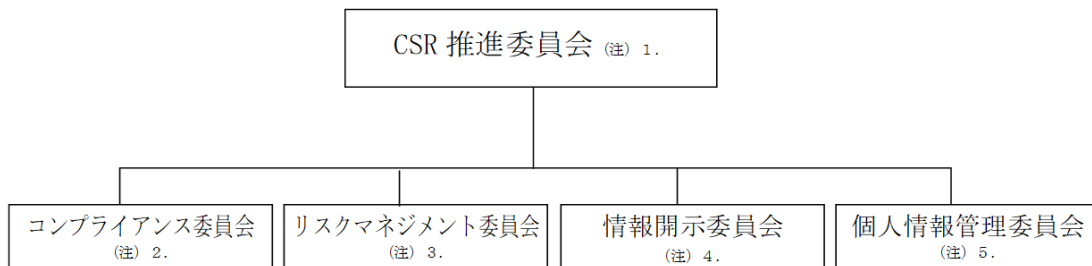 CSR 推進委員会 (注) 1.
コンプライアンス委員会
(注) 2.
リスクマネジメント委員会
(注) 3.
情報開示委員会
(注) 4.
個人情報管理委員会
(注) 5.